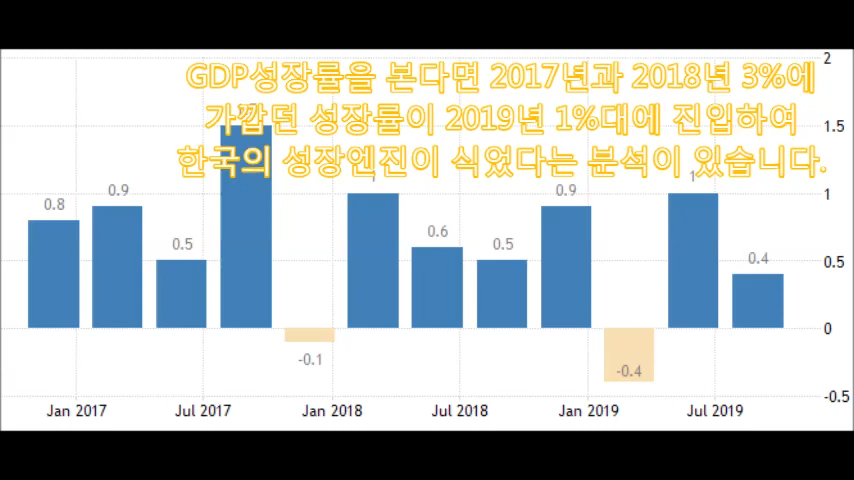 GDP성장률을 본다면 2017년과 2018년 3%에
가깝던 성장률이 2019년 1%대에 진입하여
한국의 성장엔진이 식었다는 분석이 있습니다.
2
1.5
1
0.5
0
-0.5
0.8
0.9
0.5
-0.1
1
0.6
0.5
0.9
-0.4
1
0.4
Jan 2017
Jul 2017
Jan 2018
Jul 2018
Jan 2019
Jul 2019